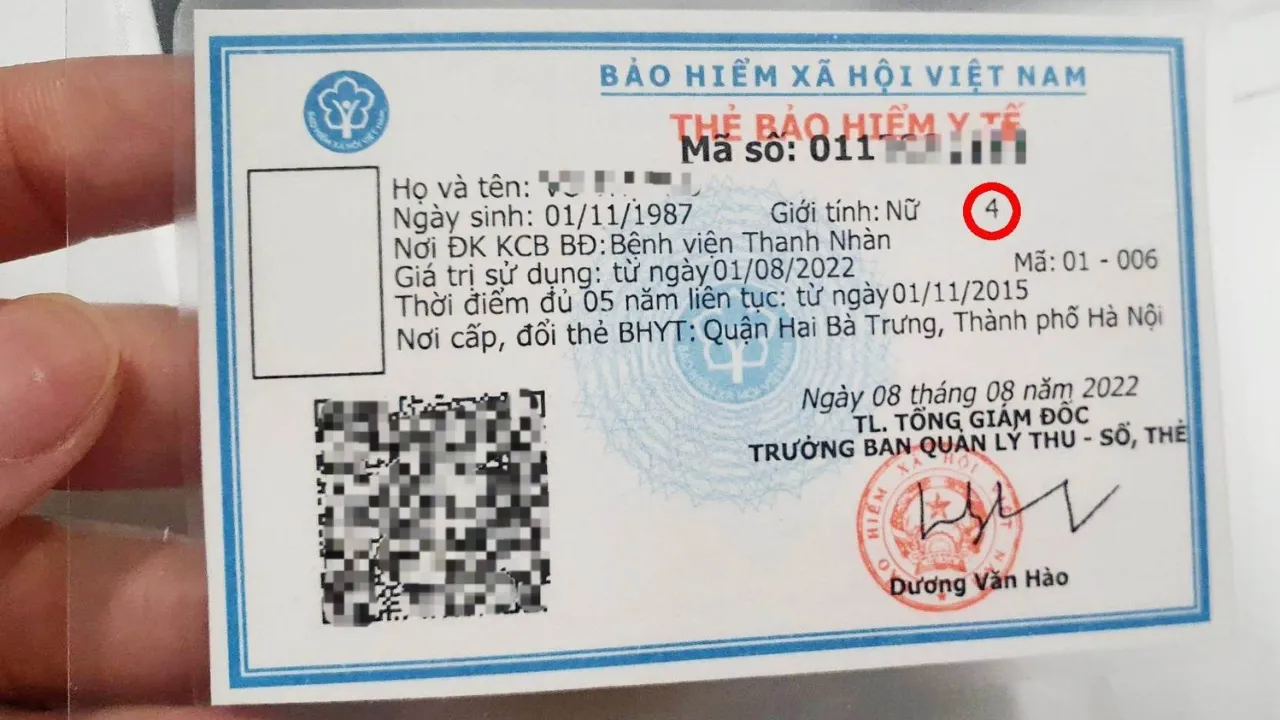 BẢO HIỂM XÃ HỘI VIỆT NAM
THẺ BẢO HIỂM Y TẾ
Mã số: 011
Họ và tên:
Ngày sinh: 01/11/1987 Giới tính: Nữ 4
Nơi ĐK KCB BĐ: Bệnh viện Thanh Nhàn
Mã: 01 - 006
Giá trị sử dụng: từ ngày 01/08/2022
Thời điểm đủ 05 năm liên tục: từ ngày 01/11/2015
Nơi cấp, đổi thẻ BHYT: Quận Hai Bà Trưng, Thành phố Hà Nội
Ngày 08 tháng 08 năm 2022
TL. TỔNG GIÁM ĐỐC
TRƯỞNG BAN QUẢN LÝ THU - SỔ, THẺ
Dương Văn Hào